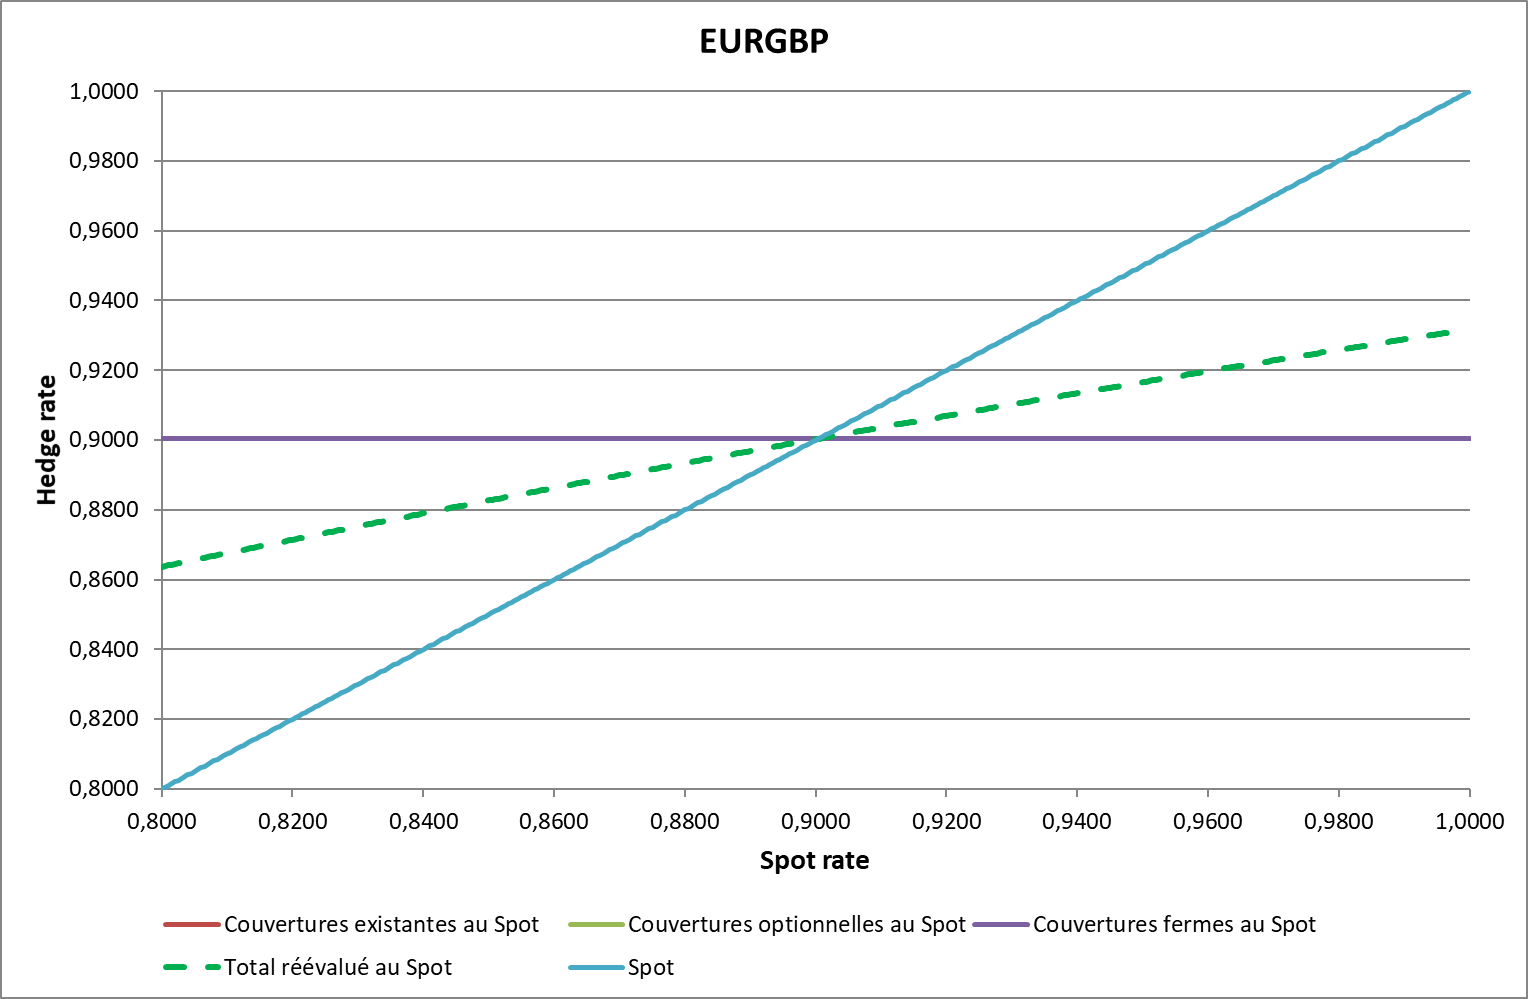 EURGBP
1,0000
0,9800
0,9600
0,9400
0,9200
0,9000
0,8800
0,8600
0,8400
0,8200
0,8000
Hedge rate
0,8000 0,8200 0,8400 0,8600 0,8800 0,9000 0,9200 0,9400 0,9600 0,9800 1,0000
Spot rate
Couvertures existantes au Spot Couvertures optionnelles au Spot Couvertures fermes au Spot
Total réévalué au Spot Spot